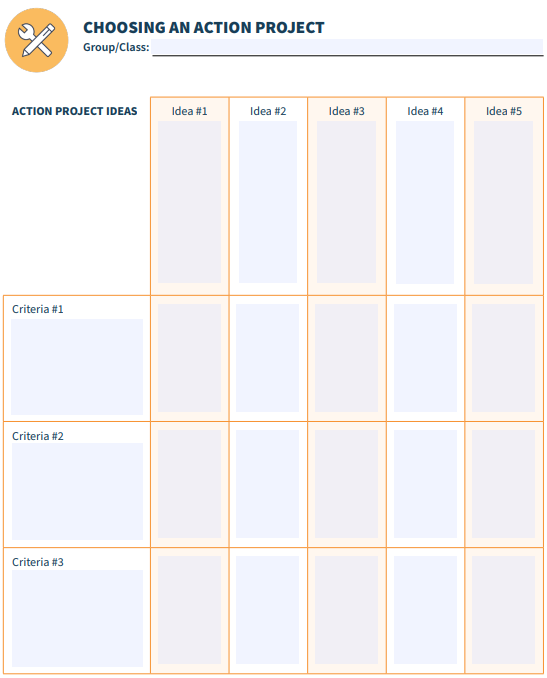 CHOOSING AN ACTION PROJECT
Group/Class:
ACTION PROJECT IDEAS Idea #1 Idea #2 Idea #3 Idea #4 Idea #5
Criteria #1
Criteria #2
Criteria #3